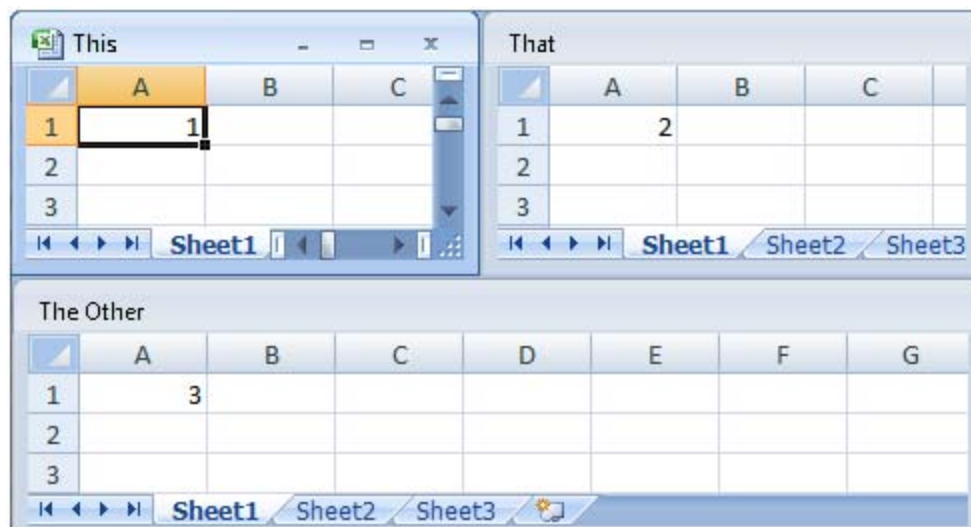 This
A B C
1 1
2
3
Sheet1
That
A B C
1 2
2
3
Sheet1 Sheet2 Sheet3
The Other
A B C D E F G
1 3
2
3
Sheet1 Sheet2 Sheet3